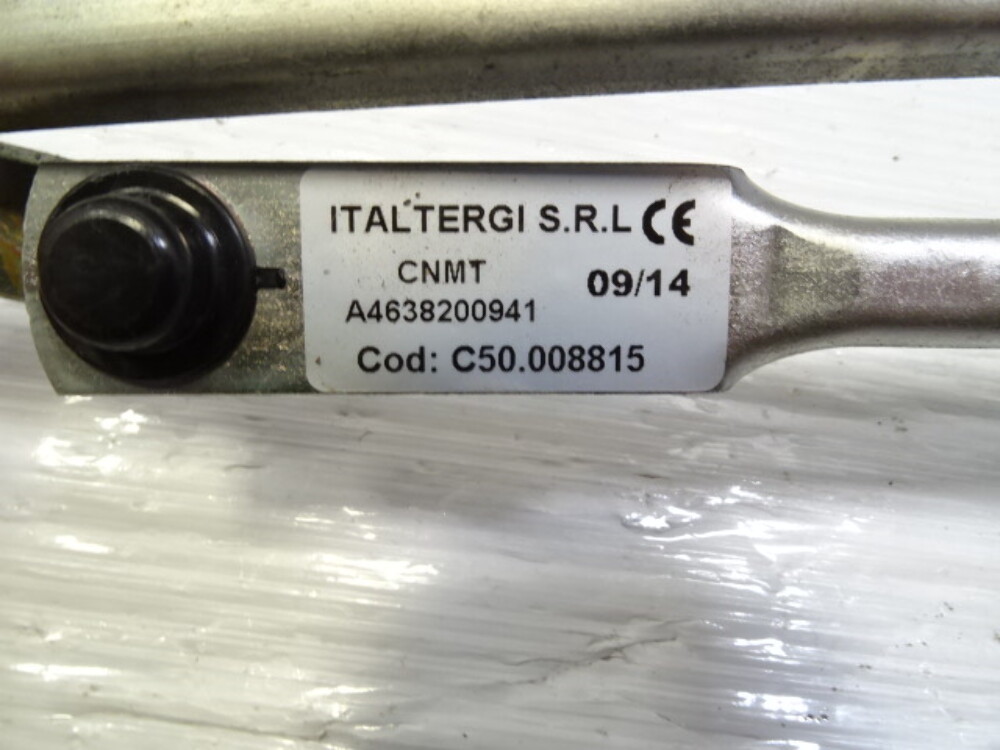 ITALTERGI S.R.L CE
CNMT 09/14
A4638200941
Cod: C50.008815